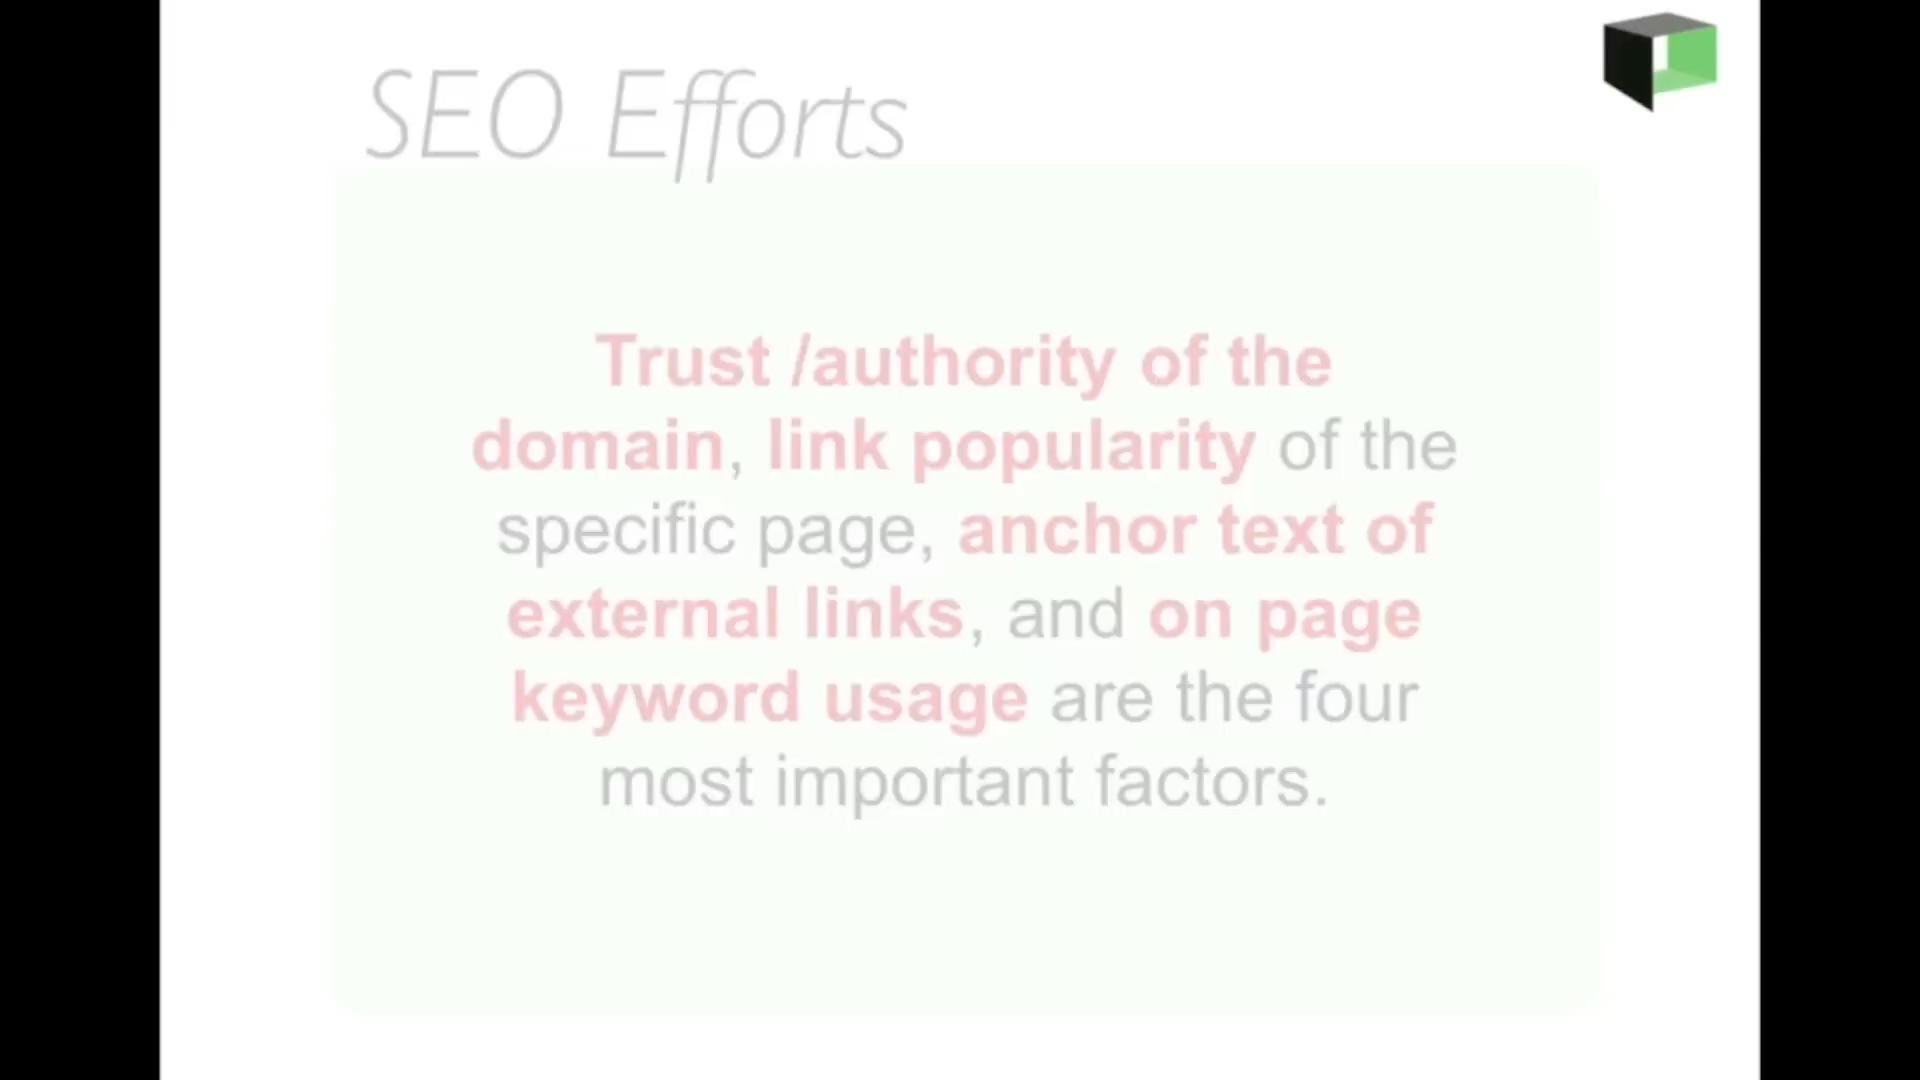 SEO Efforts
Trust /authority of the
domain, link popularity of the
specific page, anchor text of
external links, and on page
keyword usage are the four
most important factors.